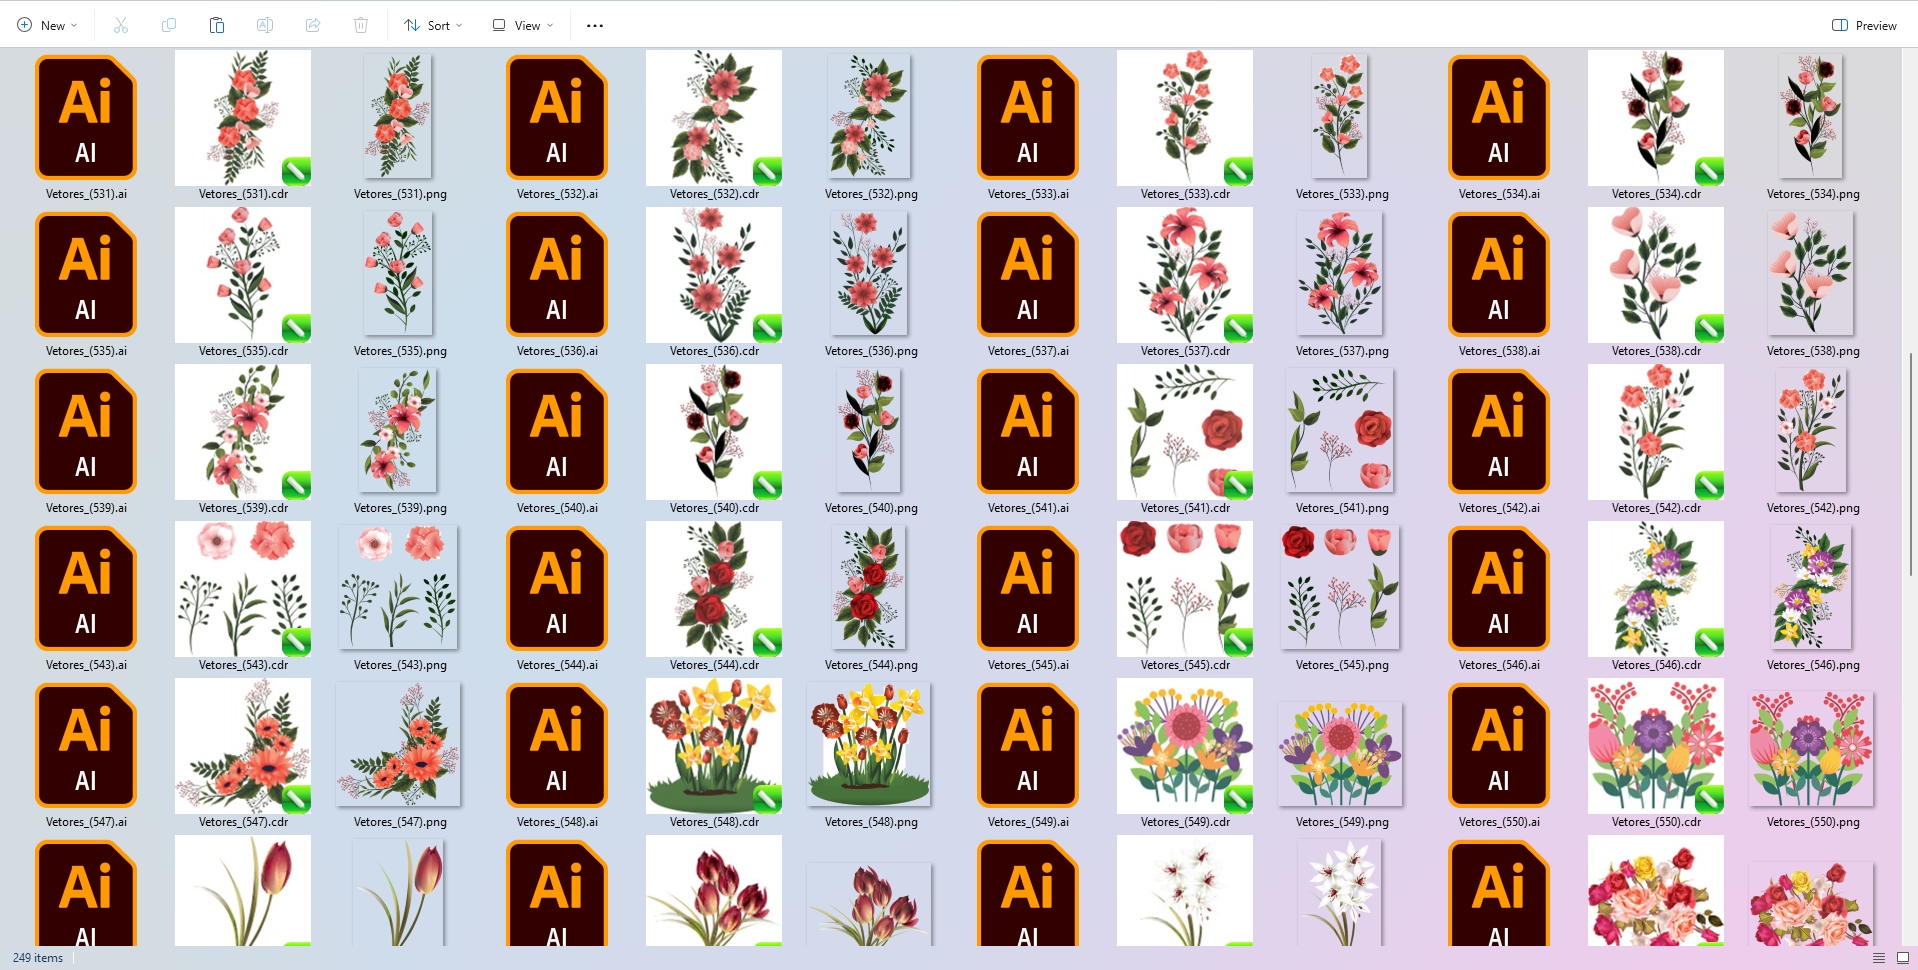 New
Sort
View
Preview
Ai Ai Ai Ai
AI AI AI AI
Vetores_(531).ai Vetores_(531).cdr Vetores_(531).png Vetores_(532).ai Vetores_(532).cdr Vetores_(532).png Vetores_(533).ai Vetores_(533).cdr Vetores_(533).png Vetores_(534).ai Vetores_(534).cdr Vetores_(534).png
Ai Ai Ai Ai
AI AI AI AI
Vetores_(535).ai Vetores_(535).cdr Vetores_(535).png Vetores_(536).ai Vetores_(536).cdr Vetores_(536).png Vetores_(537).ai Vetores_(537).cdr Vetores_(537).png Vetores_(538).ai Vetores_(538).cdr Vetores_(538).png
Ai Ai Ai Ai
AI AI AI AI
Vetores_(539).ai Vetores_(539).cdr Vetores_(539).png Vetores_(540).ai Vetores_(540).cdr Vetores_(540).png Vetores_(541).ai Vetores_(541).cdr Vetores_(541).png Vetores_(542).ai Vetores_(542).cdr Vetores_(542).png
Ai Ai Ai Ai
AI AI AI AI
Vetores_(543).ai Vetores_(543).cdr Vetores_(543).png Vetores_(544).ai Vetores_(544).cdr Vetores_(544).png Vetores_(545).ai Vetores_(545).cdr Vetores_(545).png Vetores_(546).ai Vetores_(546).cdr Vetores_(546).png
Ai Ai Ai Ai
AI AI AI AI
Vetores_(547).ai Vetores_(547).cdr Vetores_(547).png Vetores_(548).ai Vetores_(548).cdr Vetores_(548).png Vetores_(549).ai Vetores_(549).cdr Vetores_(549).png Vetores_(550).ai Vetores_(550).cdr Vetores_(550).png
Ai Ai Ai Ai
AI AI AI AI
249 items